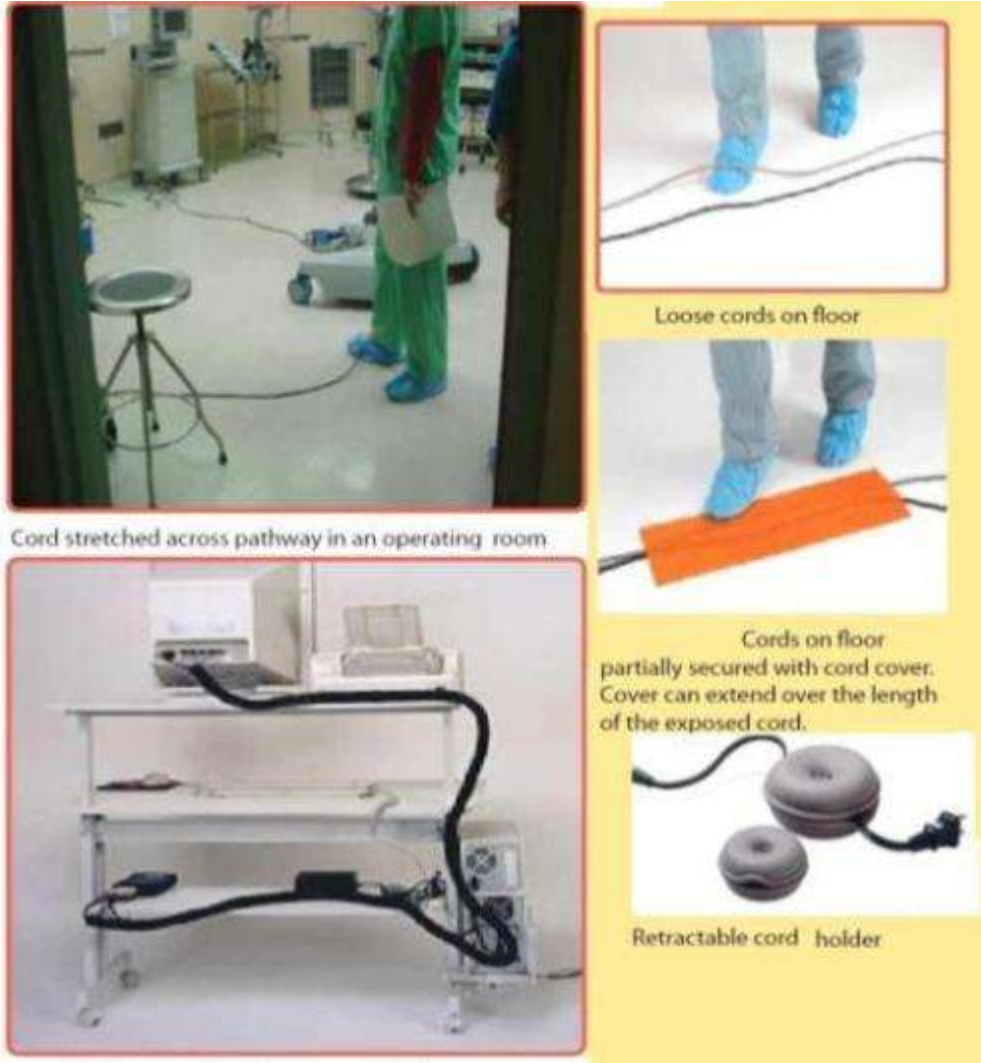 Loose cords on floor
Cord stretched across pathway in an operating room
Cords on floor
partially secured with cord cover.
Cover can extend over the length
of the exposed cord.
Retractable cord holder